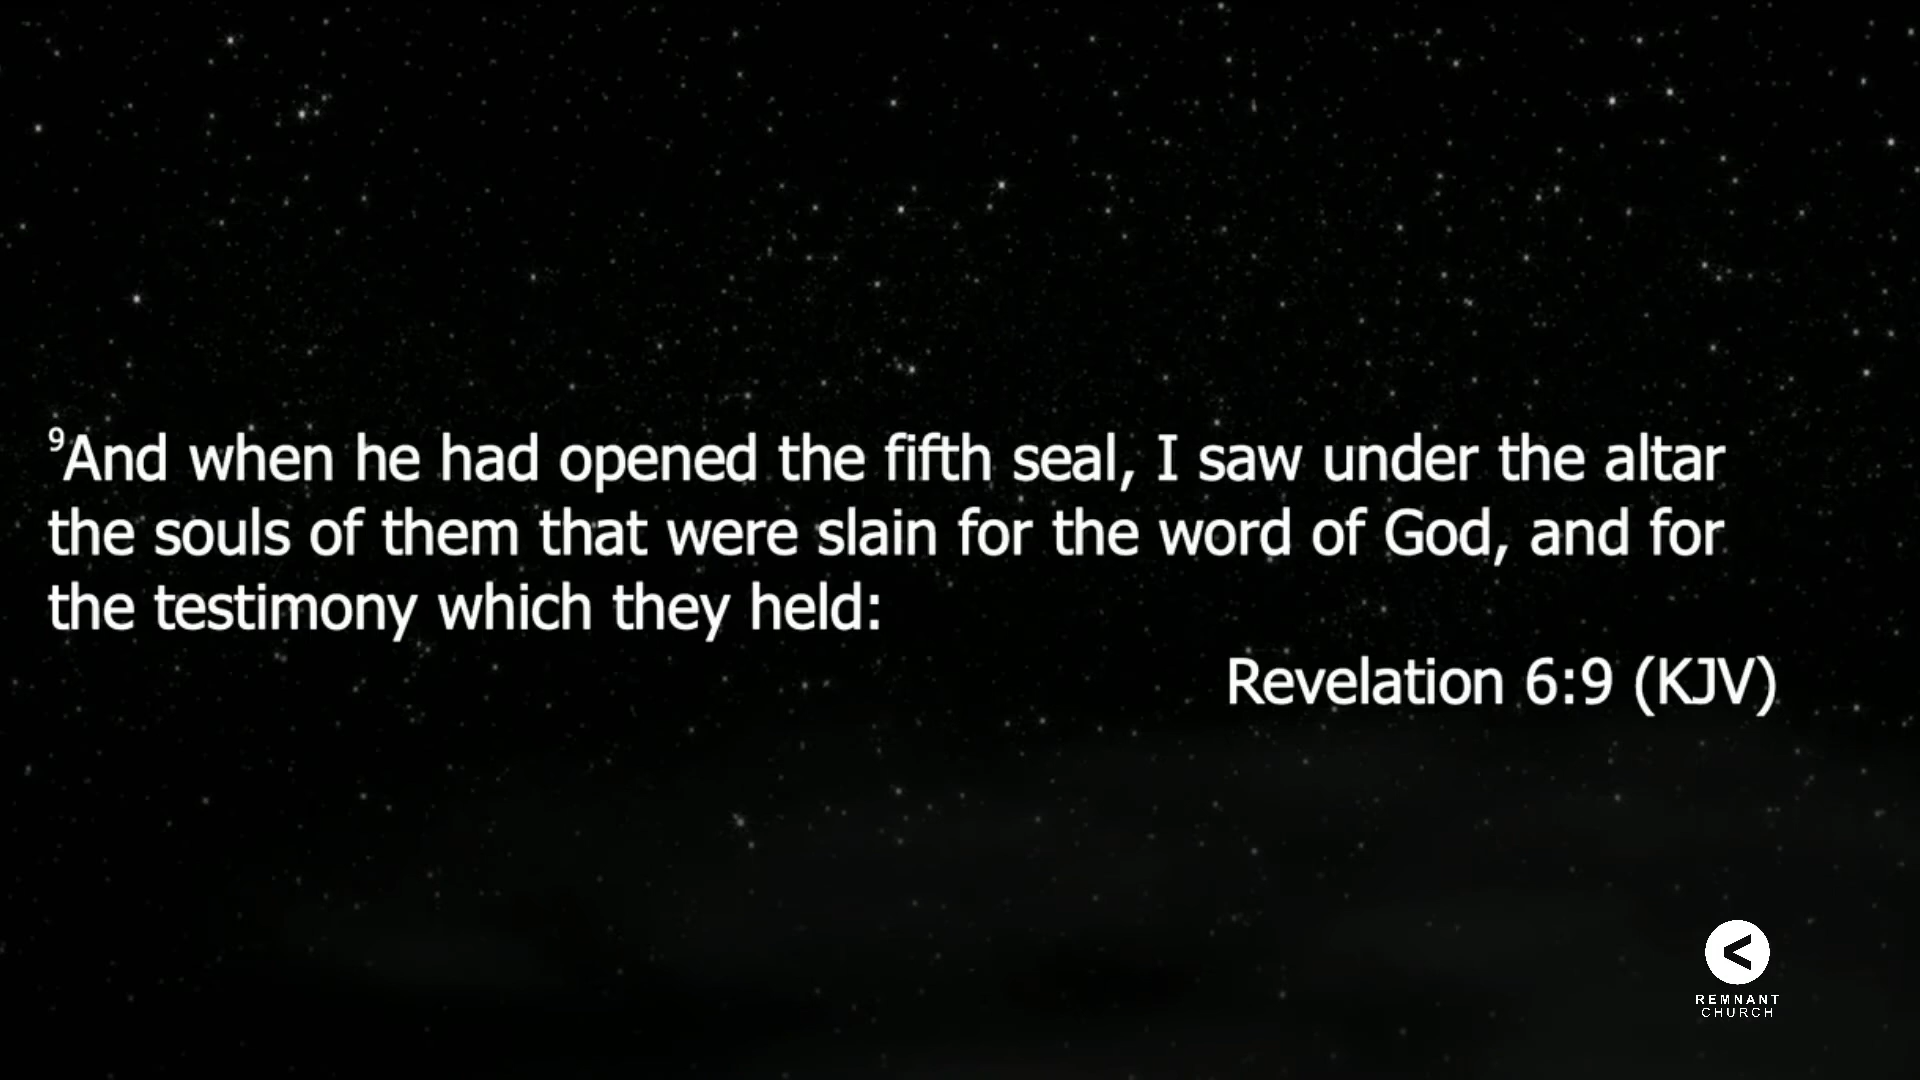 ⁹And when he had opened the fifth seal, I saw under the altar
the souls of them that were slain for the word of God, and for
the testimony which they held:
Revelation 6:9 (KJV)
REMNANT
CHURCH